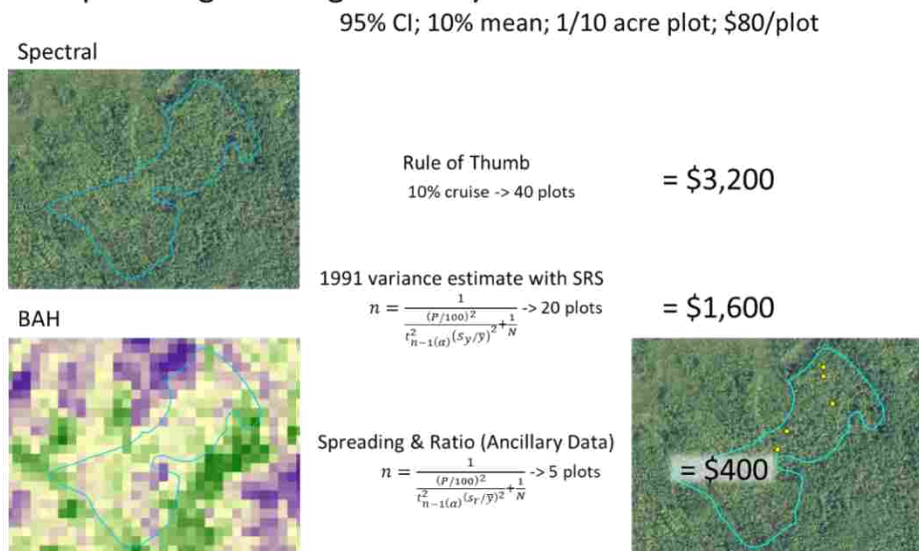 95% CI; 10% mean; 1/10 acre plot; $80/plot
Spectral
Rule of Thumb
10% cruise -> 40 plots
= $3,200
1991 variance estimate with SRS
n = 1 / ((P/100)² / (t²ₙ₋₁(α)(s_y/ȳ)²) + 1/N) -> 20 plots
= $1,600
BAH
Spreading & Ratio (Ancillary Data)
n = 1 / ((P/100)² / (t²ₙ₋₁(α)(s_r/ȳ)²) + 1/N) -> 5 plots
= $400